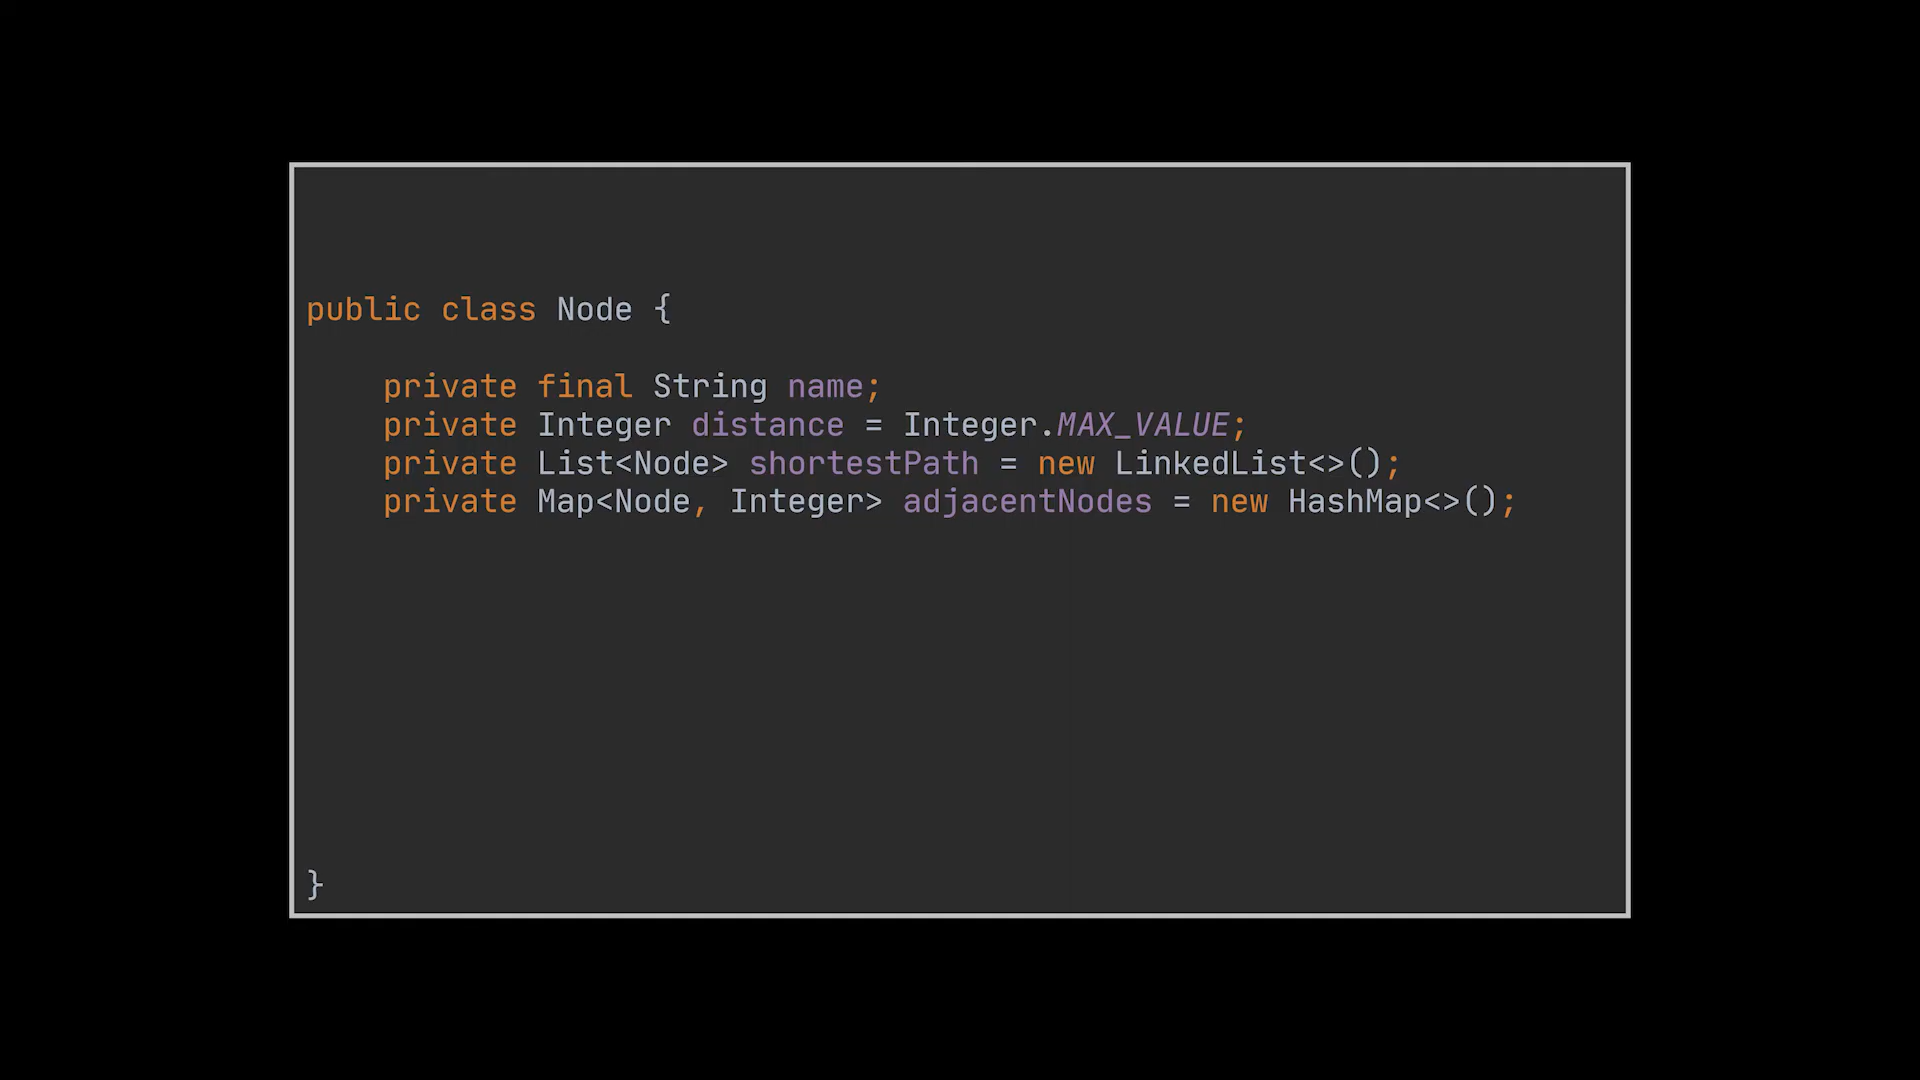 public class Node {
private final String name;
private Integer distance = Integer.MAX_VALUE;
private List<Node> shortestPath = new LinkedList<>();
private Map<Node, Integer> adjacentNodes = new HashMap<>();
}